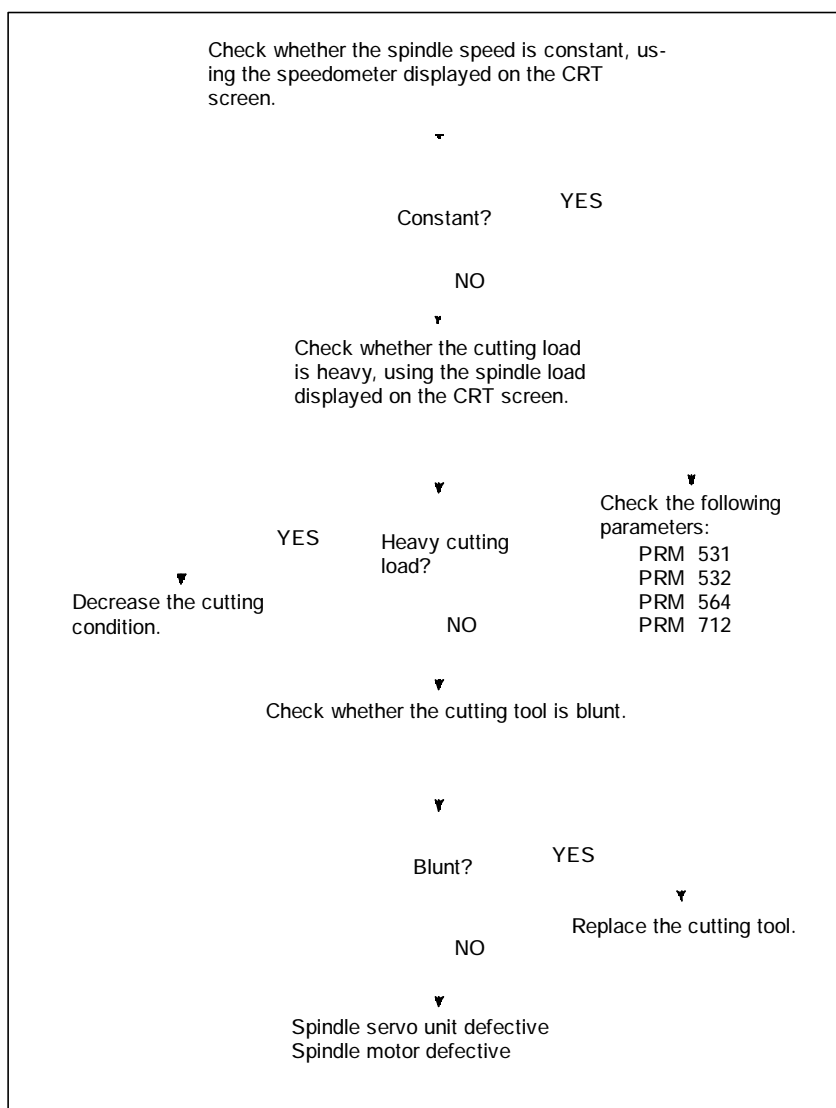 Check whether the spindle speed is constant, us-
ing the speedometer displayed on the CRT
screen.
Constant?
YES
NO
Check whether the cutting load
is heavy, using the spindle load
displayed on the CRT screen.
Check the following
parameters:
PRM 531
PRM 532
PRM 564
PRM 712
YES
Heavy cutting
load?
Decrease the cutting
condition.
NO
Check whether the cutting tool is blunt.
Blunt?
YES
Replace the cutting tool.
NO
Spindle servo unit defective
Spindle motor defective